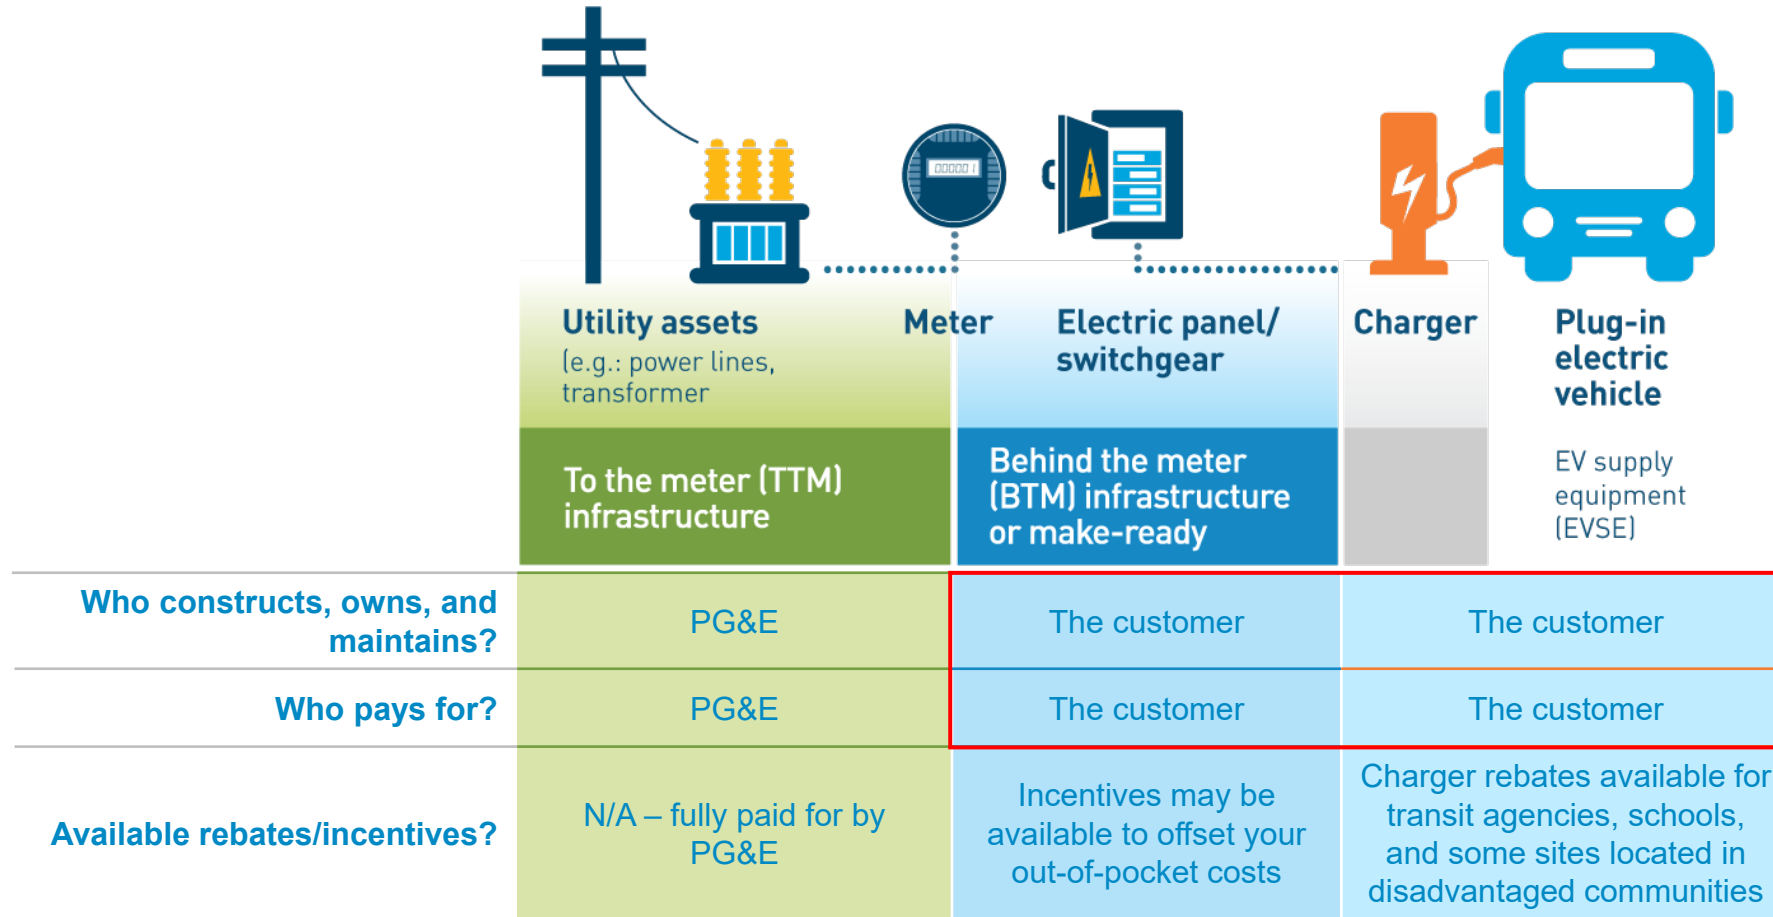 000001
Utility assets
(e.g.: power lines,
transformer
Meter
Electric panel/
switchgear
Charger
Plug-in
electric
vehicle
To the meter (TTM)
infrastructure
Behind the meter
(BTM) infrastructure
or make-ready
EV supply
equipment
(EVSE)
Who constructs, owns, and
maintains?
PG&E
The customer
The customer
Who pays for?
PG&E
The customer
The customer
Available rebates/incentives?
N/A – fully paid for by
PG&E
Incentives may be
available to offset your
out-of-pocket costs
Charger rebates available for
transit agencies, schools,
and some sites located in
disadvantaged communities